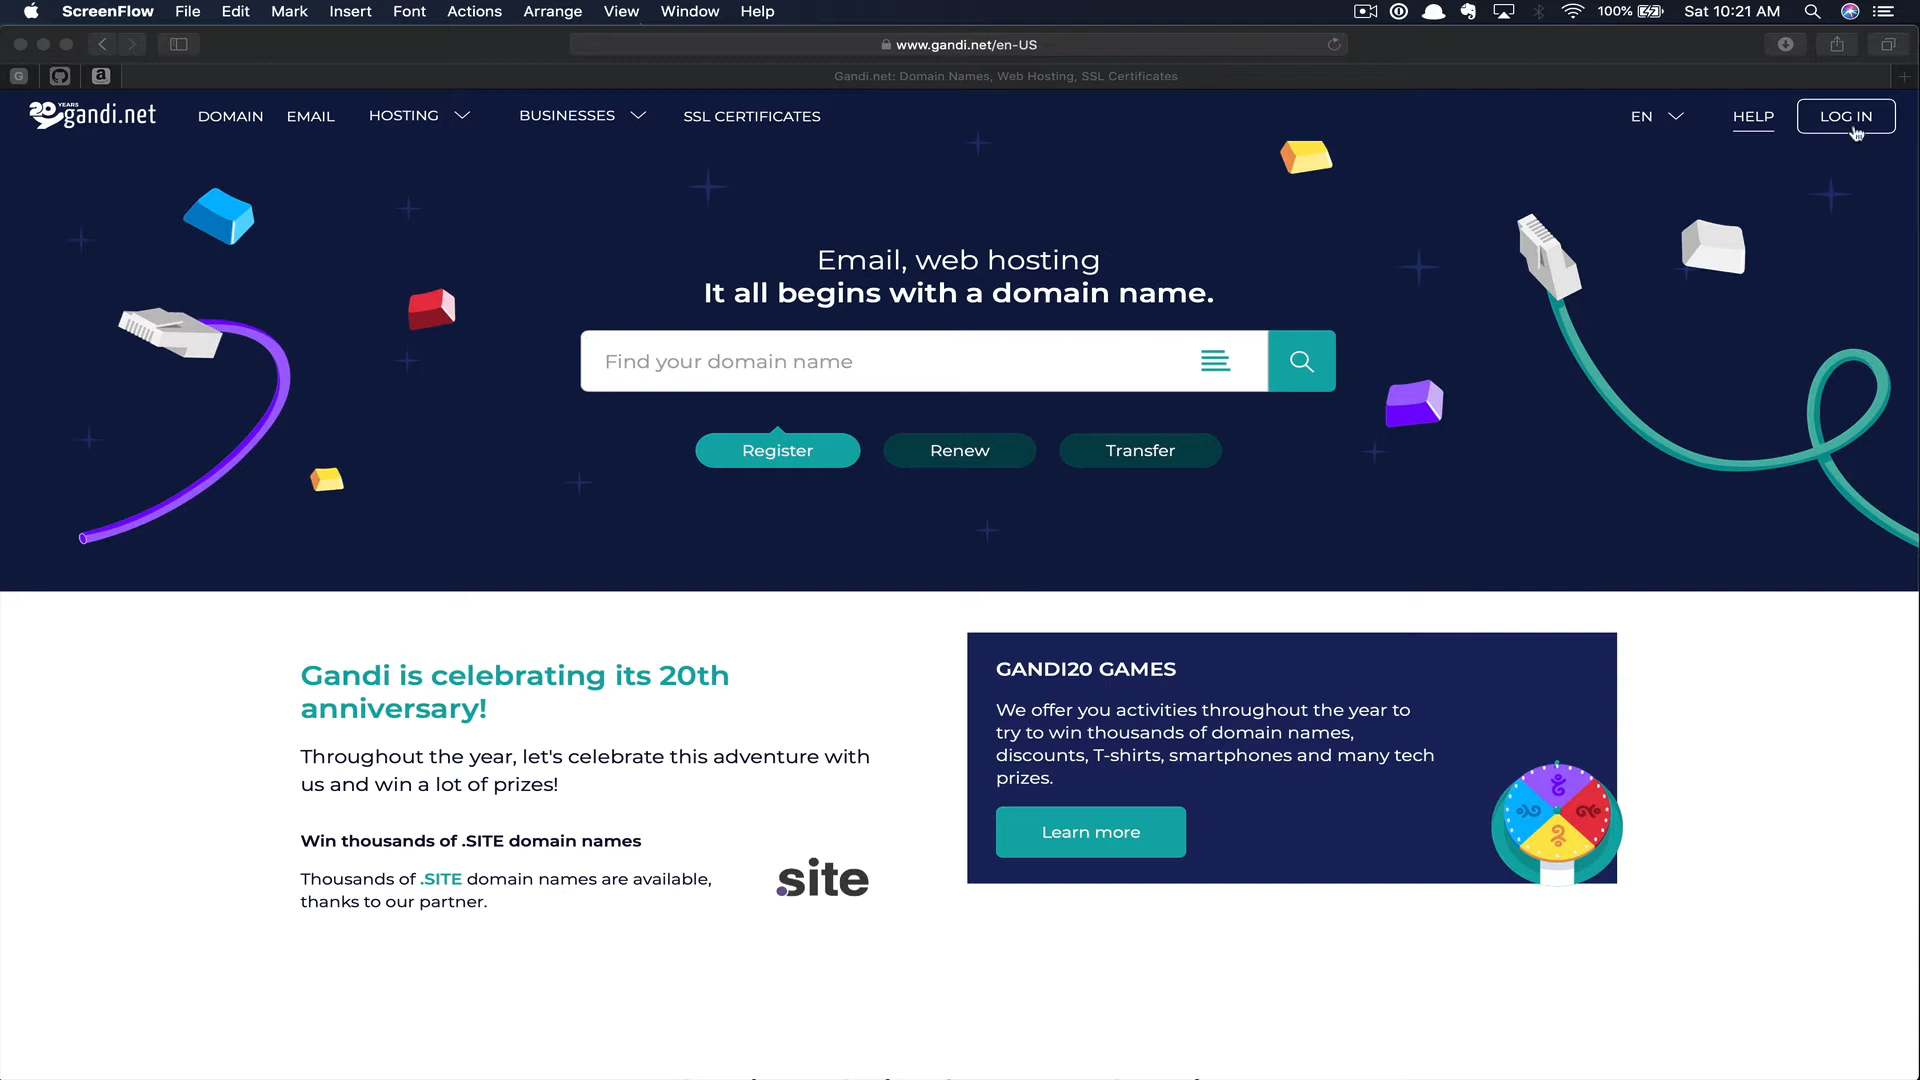 ScreenFlow File Edit Mark Insert Font Actions Arrange View Window Help 100% Sat 10:21 AM
www.gandi.net/en-US
G a Gandi.net: Domain Names, Web Hosting, SSL Certificates
20 YEARS gandi.net DOMAIN EMAIL HOSTING BUSINESSES SSL CERTIFICATES EN HELP LOG IN
Email, web hosting
It all begins with a domain name.
Find your domain name
Register Renew Transfer
Gandi is celebrating its 20th
anniversary!
Throughout the year, let's celebrate this adventure with
us and win a lot of prizes!
Win thousands of .SITE domain names
Thousands of .SITE domain names are available,
thanks to our partner.
.site
GANDI20 GAMES
We offer you activities throughout the year to
try to win thousands of domain names,
discounts, T-shirts, smartphones and many tech
prizes.
Learn more